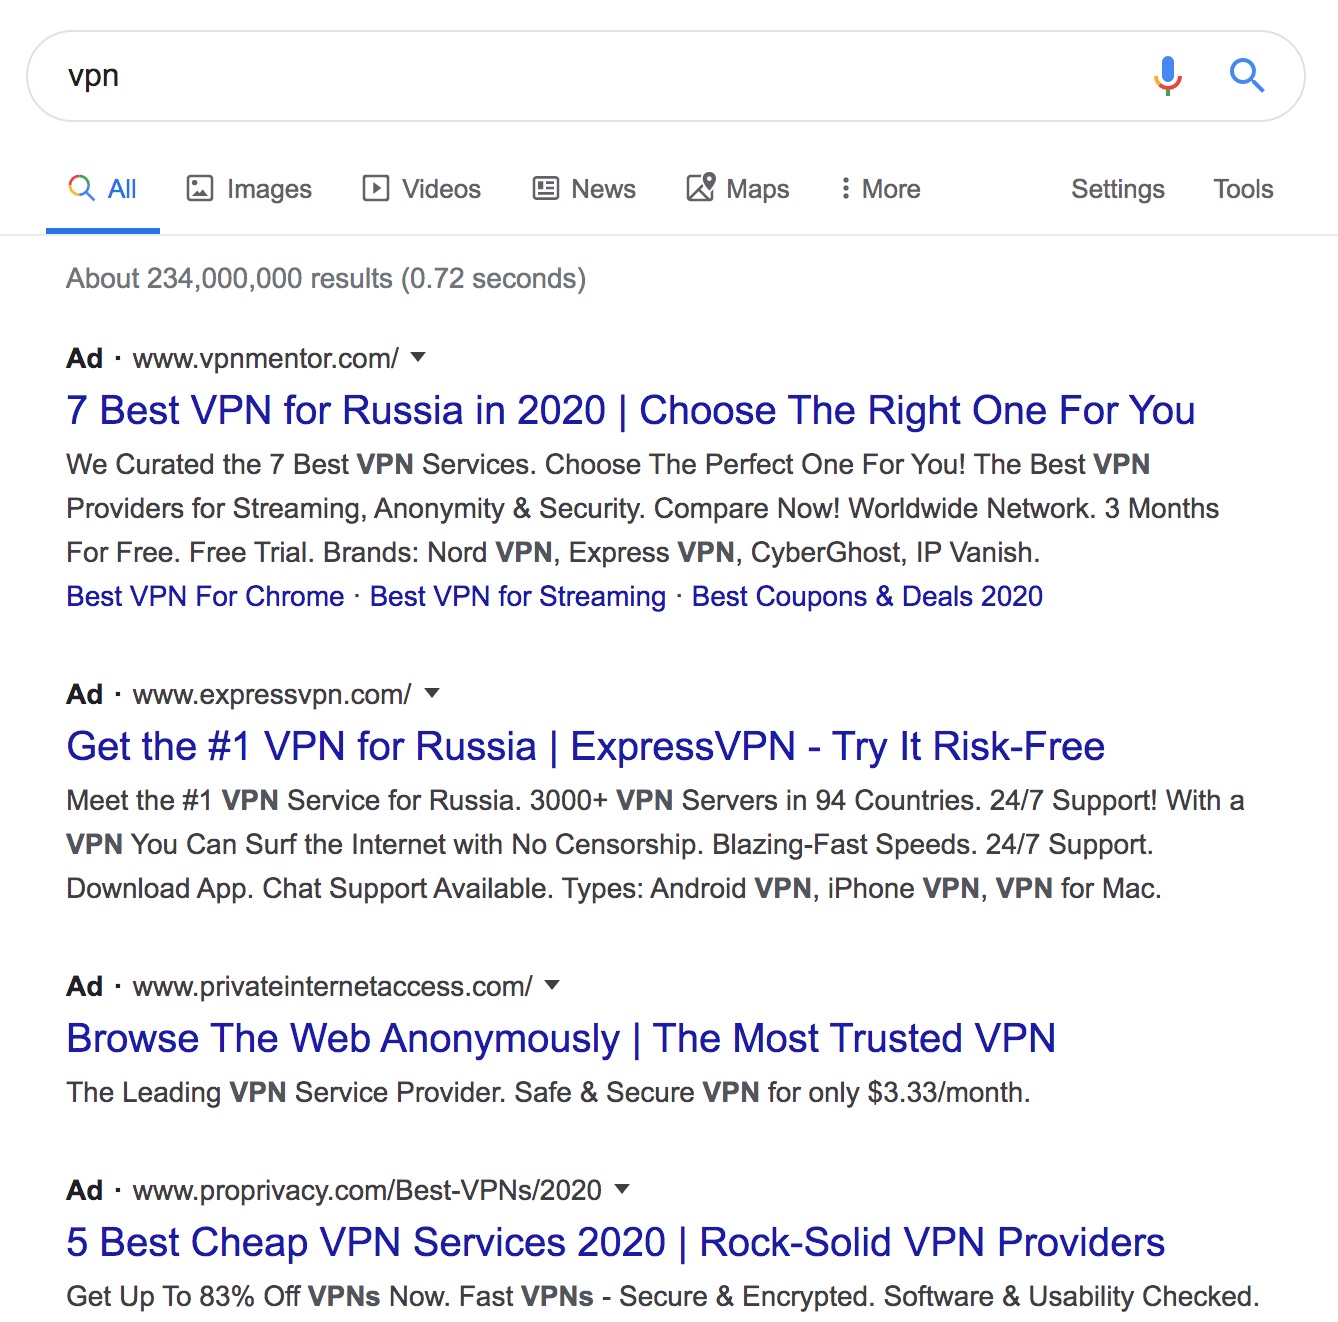 vpn
All Images Videos News Maps More Settings Tools
About 234,000,000 results (0.72 seconds)
Ad · www.vpnmentor.com/
7 Best VPN for Russia in 2020 | Choose The Right One For You
We Curated the 7 Best VPN Services. Choose The Perfect One For You! The Best VPN
Providers for Streaming, Anonymity & Security. Compare Now! Worldwide Network. 3 Months
For Free. Free Trial. Brands: Nord VPN, Express VPN, CyberGhost, IP Vanish.
Best VPN For Chrome · Best VPN for Streaming · Best Coupons & Deals 2020
Ad · www.expressvpn.com/
Get the #1 VPN for Russia | ExpressVPN - Try It Risk-Free
Meet the #1 VPN Service for Russia. 3000+ VPN Servers in 94 Countries. 24/7 Support! With a
VPN You Can Surf the Internet with No Censorship. Blazing-Fast Speeds. 24/7 Support.
Download App. Chat Support Available. Types: Android VPN, iPhone VPN, VPN for Mac.
Ad · www.privateinternetaccess.com/
Browse The Web Anonymously | The Most Trusted VPN
The Leading VPN Service Provider. Safe & Secure VPN for only $3.33/month.
Ad · www.proprivacy.com/Best-VPNs/2020
5 Best Cheap VPN Services 2020 | Rock-Solid VPN Providers
Get Up To 83% Off VPNs Now. Fast VPNs - Secure & Encrypted. Software & Usability Checked.